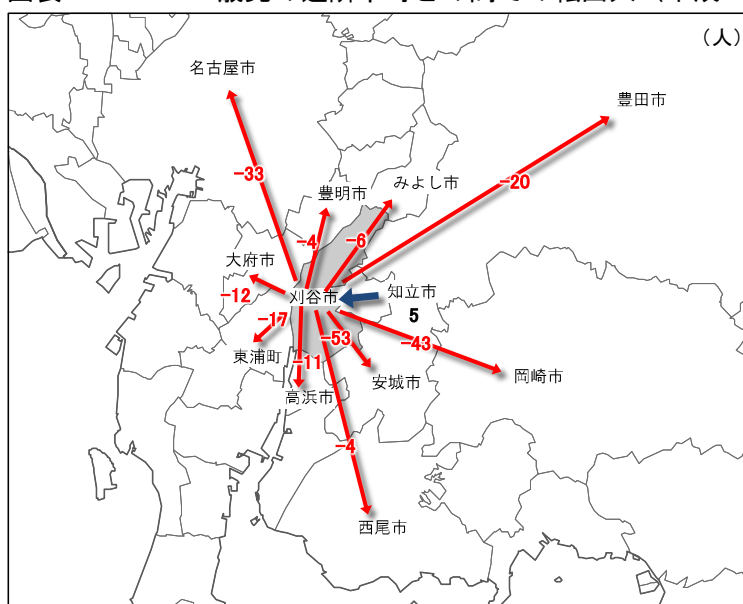 (人)
名古屋市
豊田市
-33
-20
豊明市
みよし市
-4
-6
大府市
-12
刈谷市
知立市
5
-17
-53
-43
東浦町
-11
安城市
岡崎市
高浜市
-4
西尾市